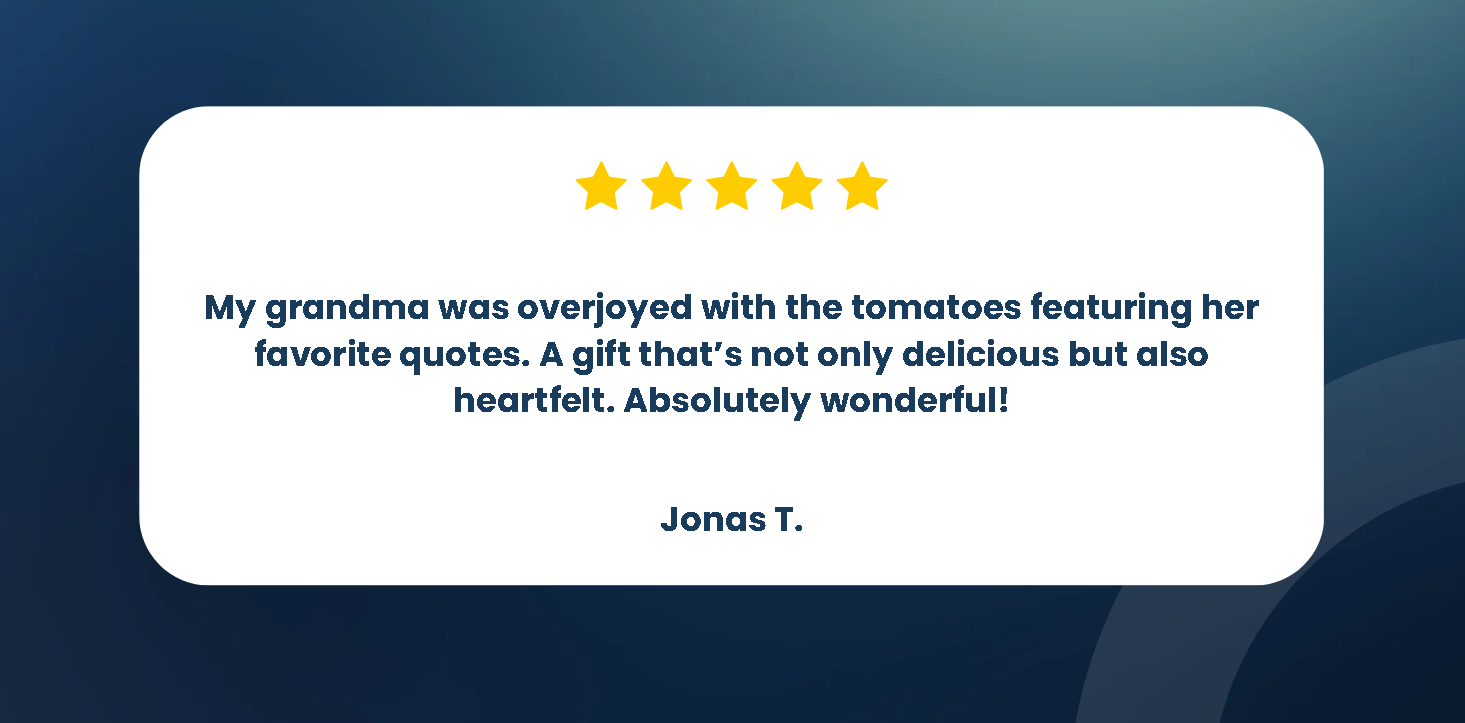 My grandma was overjoyed with the tomatoes featuring her
favorite quotes. A gift that’s not only delicious but also
heartfelt. Absolutely wonderful!
Jonas T.